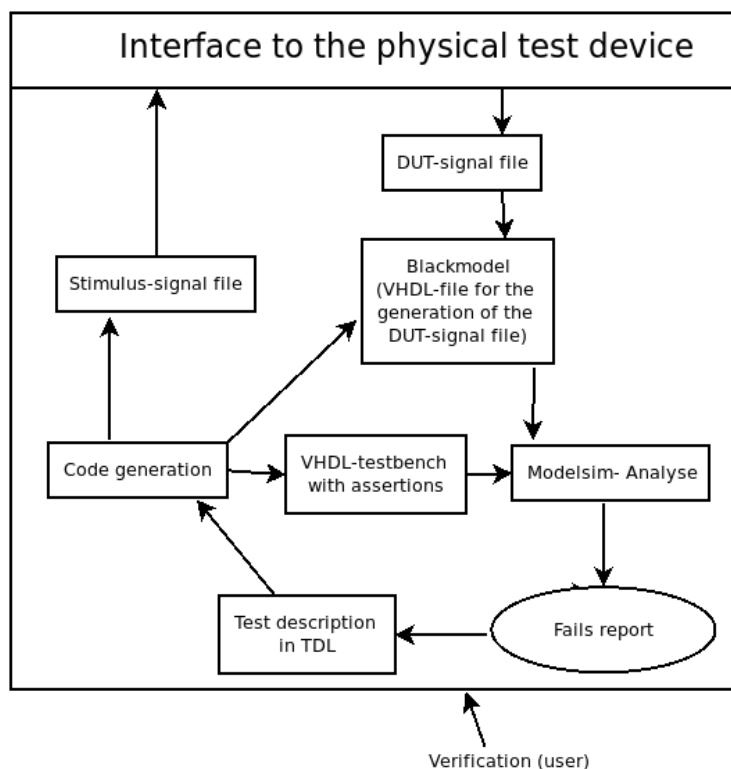 Interface to the physical test device
DUT-signal file
Blackmodel
(VHDL-file for the
generation of the
DUT-signal file)
Stimulus-signal file
Code generation
VHDL-testbench
with assertions
Modelsim- Analyse
Test description
in TDL
Fails report
Verification (user)